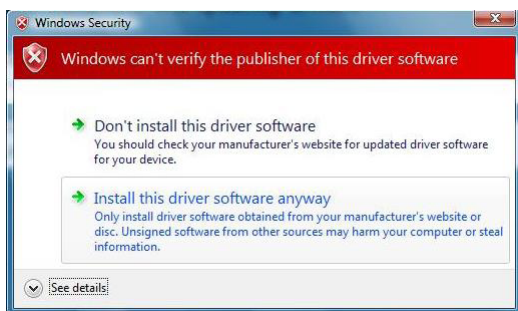 Windows Security
Windows can't verify the publisher of this driver software
Don't install this driver software
You should check your manufacturer's website for updated driver software
for your device.
Install this driver software anyway
Only install driver software obtained from your manufacturer's website or
disc. Unsigned software from other sources may harm your computer or steal
information.
See details